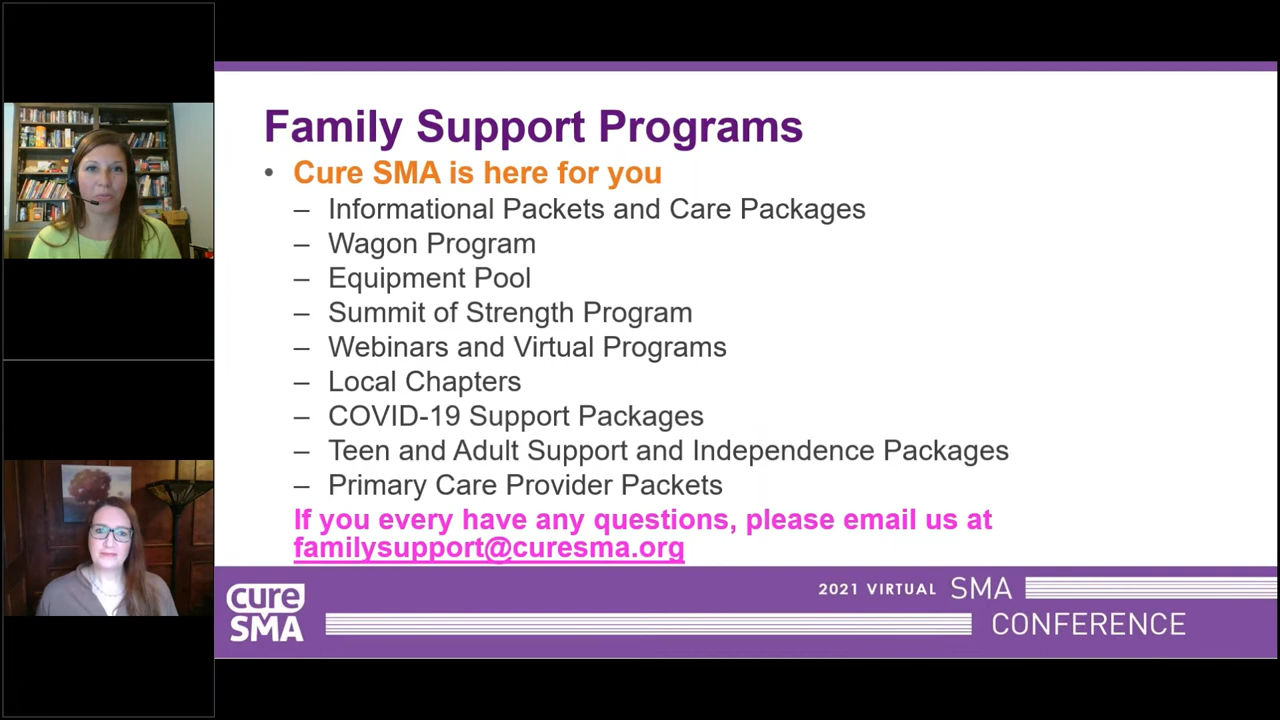 Family Support Programs
• Cure SMA is here for you
– Informational Packets and Care Packages
– Wagon Program
– Equipment Pool
– Summit of Strength Program
– Webinars and Virtual Programs
– Local Chapters
– COVID-19 Support Packages
– Teen and Adult Support and Independence Packages
– Primary Care Provider Packets
If you every have any questions, please email us at
familysupport@curesma.org
cure
SMA
2021 VIRTUAL SMA
CONFERENCE